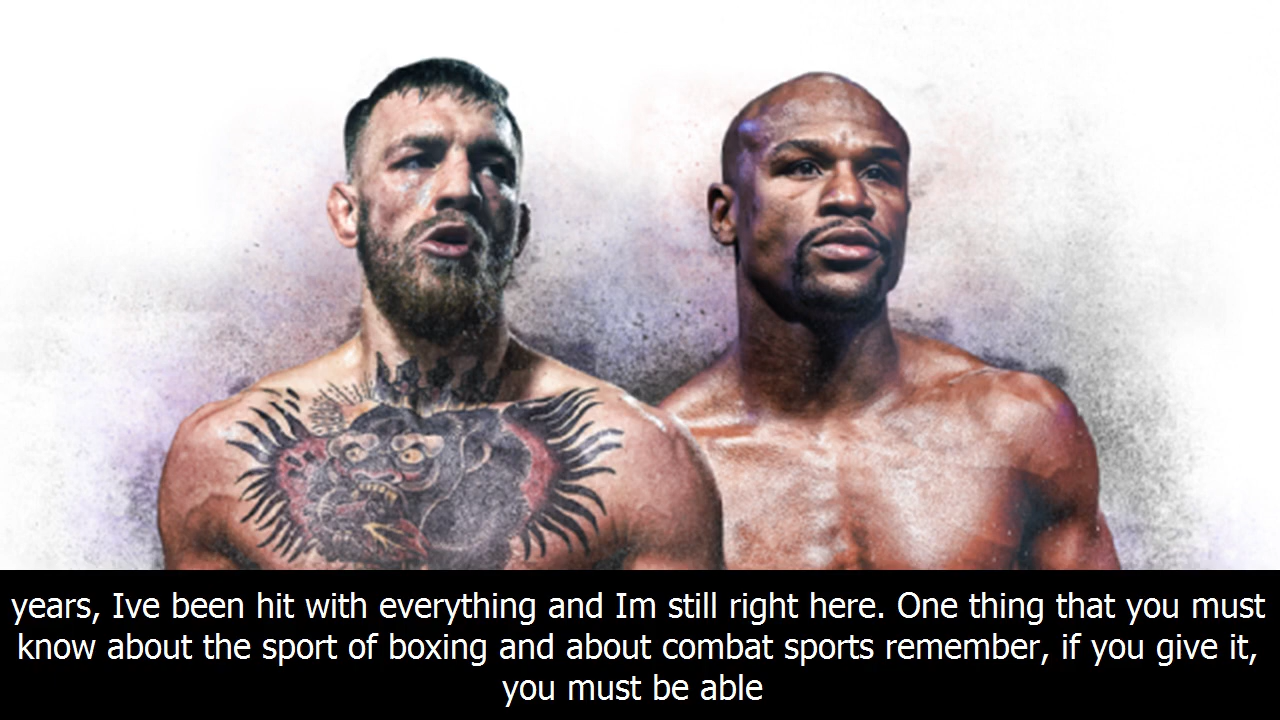 years, Ive been hit with everything and Im still right here. One thing that you must
know about the sport of boxing and about combat sports remember, if you give it,
you must be able